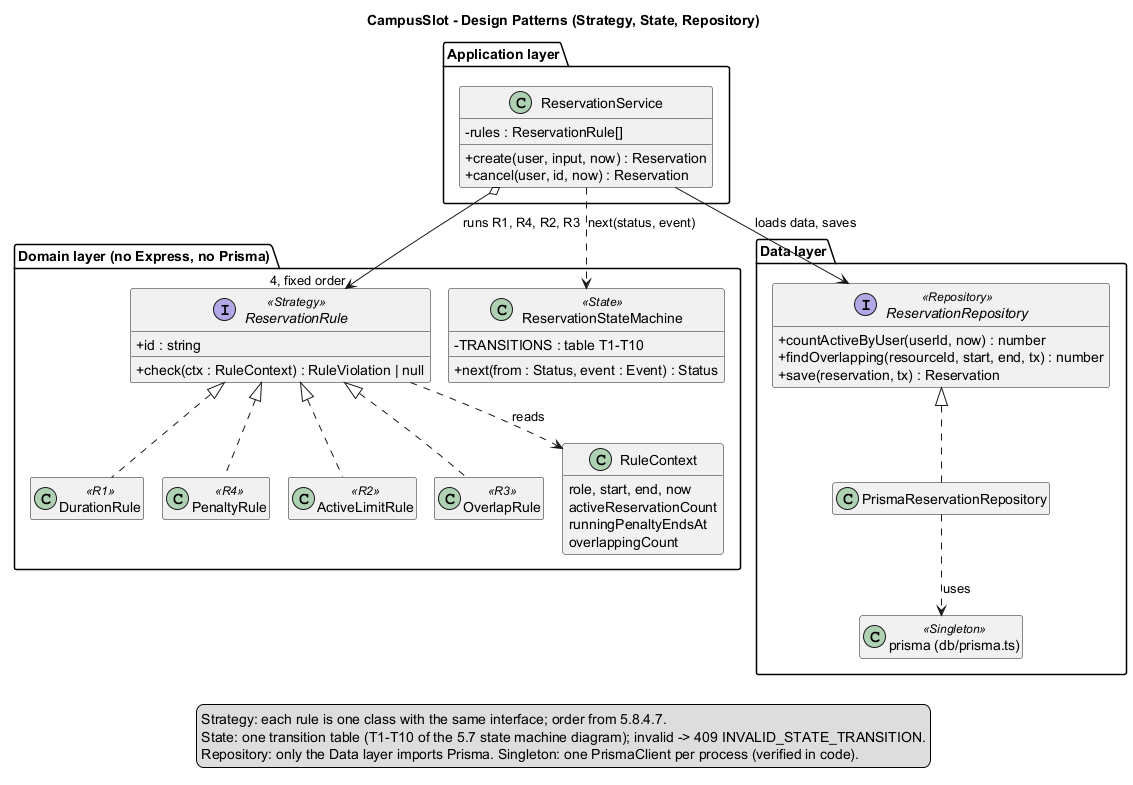 CampusSlot - Design Patterns (Strategy, State, Repository)
Application layer
C ReservationService
-rules : ReservationRule[]
+create(user, input, now) : Reservation
+cancel(user, id, now) : Reservation
runs R1, R4, R2, R3
next(status, event)
loads data, saves
Domain layer (no Express, no Prisma)
4, fixed order
I «Strategy»
ReservationRule
+id : string
+check(ctx : RuleContext) : RuleViolation | null
C «State»
ReservationStateMachine
-TRANSITIONS : table T1-T10
+next(from : Status, event : Event) : Status
reads
C «R1»
DurationRule
C «R4»
PenaltyRule
C «R2»
ActiveLimitRule
C «R3»
OverlapRule
C RuleContext
role, start, end, now
activeReservationCount
runningPenaltyEndsAt
overlappingCount
Data layer
I «Repository»
ReservationRepository
+countActiveByUser(userId, now) : number
+findOverlapping(resourceId, start, end, tx) : number
+save(reservation, tx) : Reservation
C PrismaReservationRepository
uses
C «Singleton»
prisma (db/prisma.ts)
Strategy: each rule is one class with the same interface; order from 5.8.4.7.
State: one transition table (T1-T10 of the 5.7 state machine diagram); invalid -> 409 INVALID_STATE_TRANSITION.
Repository: only the Data layer imports Prisma. Singleton: one PrismaClient per process (verified in code).